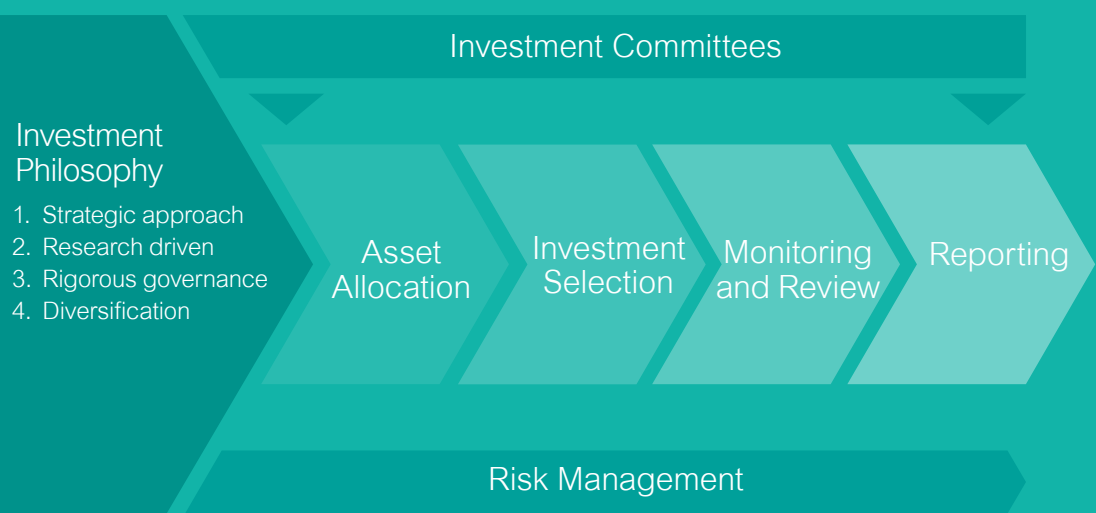 Investment Committees
Investment
Philosophy
1. Strategic approach
2. Research driven
3. Rigorous governance
4. Diversification
Asset
Allocation
Investment
Selection
Monitoring
and Review
Reporting
Risk Management